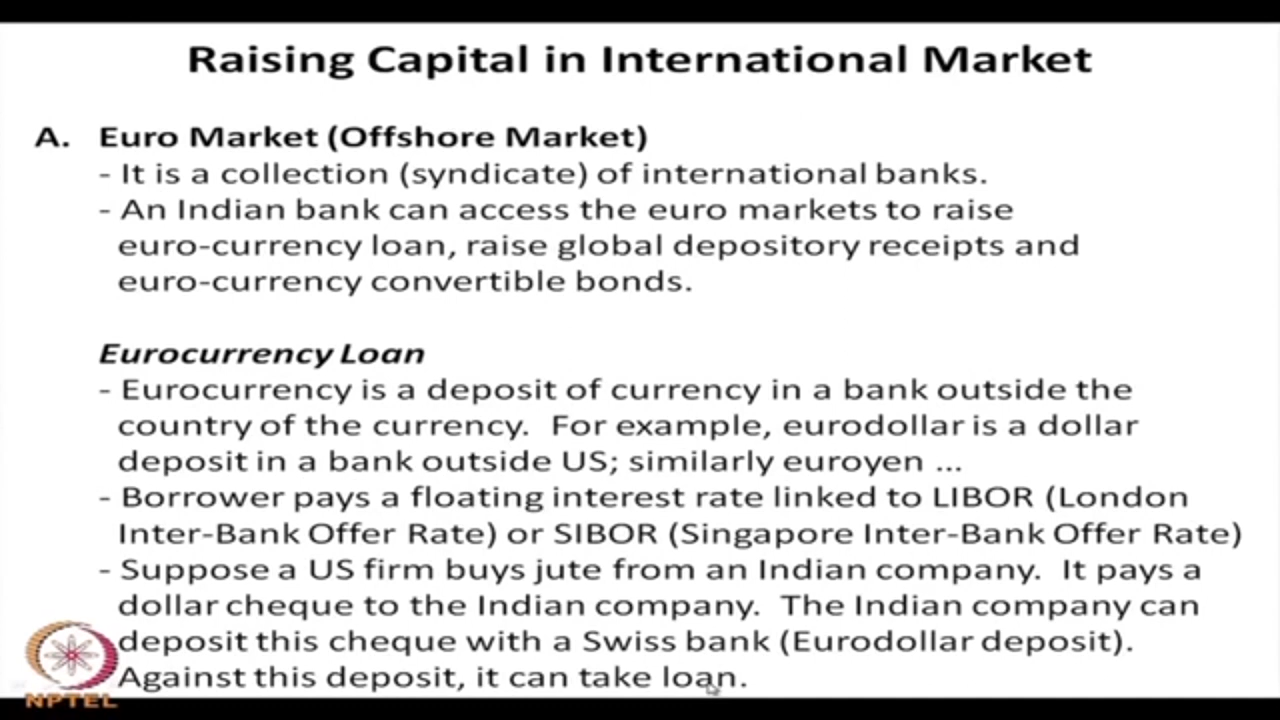 Raising Capital in International Market
A. Euro Market (Offshore Market)
- It is a collection (syndicate) of international banks.
- An Indian bank can access the euro markets to raise
euro-currency loan, raise global depository receipts and
euro-currency convertible bonds.
Eurocurrency Loan
- Eurocurrency is a deposit of currency in a bank outside the
country of the currency. For example, eurodollar is a dollar
deposit in a bank outside US; similarly euroyen ...
- Borrower pays a floating interest rate linked to LIBOR (London
Inter-Bank Offer Rate) or SIBOR (Singapore Inter-Bank Offer Rate)
- Suppose a US firm buys jute from an Indian company. It pays a
dollar cheque to the Indian company. The Indian company can
deposit this cheque with a Swiss bank (Eurodollar deposit).
Against this deposit, it can take loan.
NPTEL